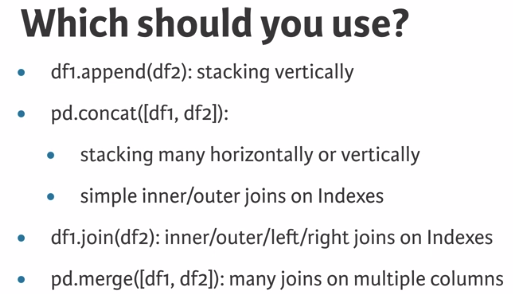 Which should you use?
• df1.append(df2): stacking vertically
• pd.concat([df1, df2]):
• stacking many horizontally or vertically
• simple inner/outer joins on Indexes
• df1.join(df2): inner/outer/left/right joins on Indexes
• pd.merge([df1, df2]): many joins on multiple columns